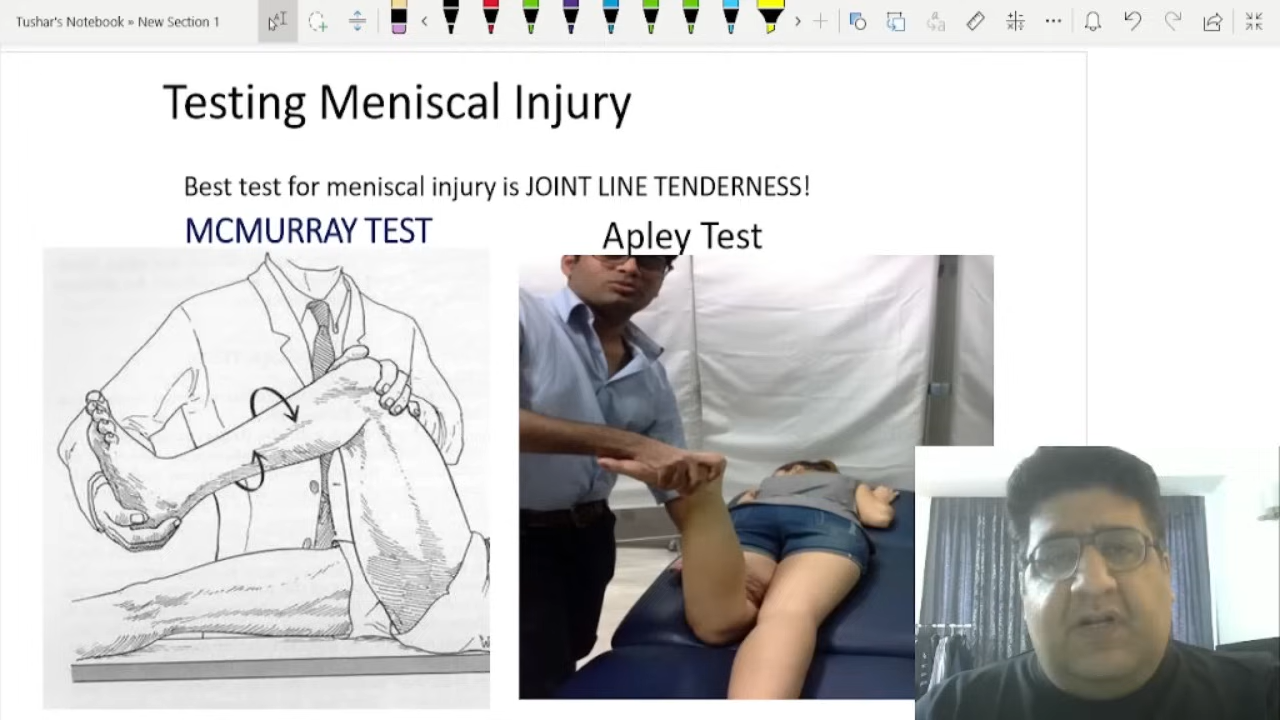 Tushar's Notebook » New Section 1
Testing Meniscal Injury
Best test for meniscal injury is JOINT LINE TENDERNESS!
MCMURRAY TEST
Apley Test